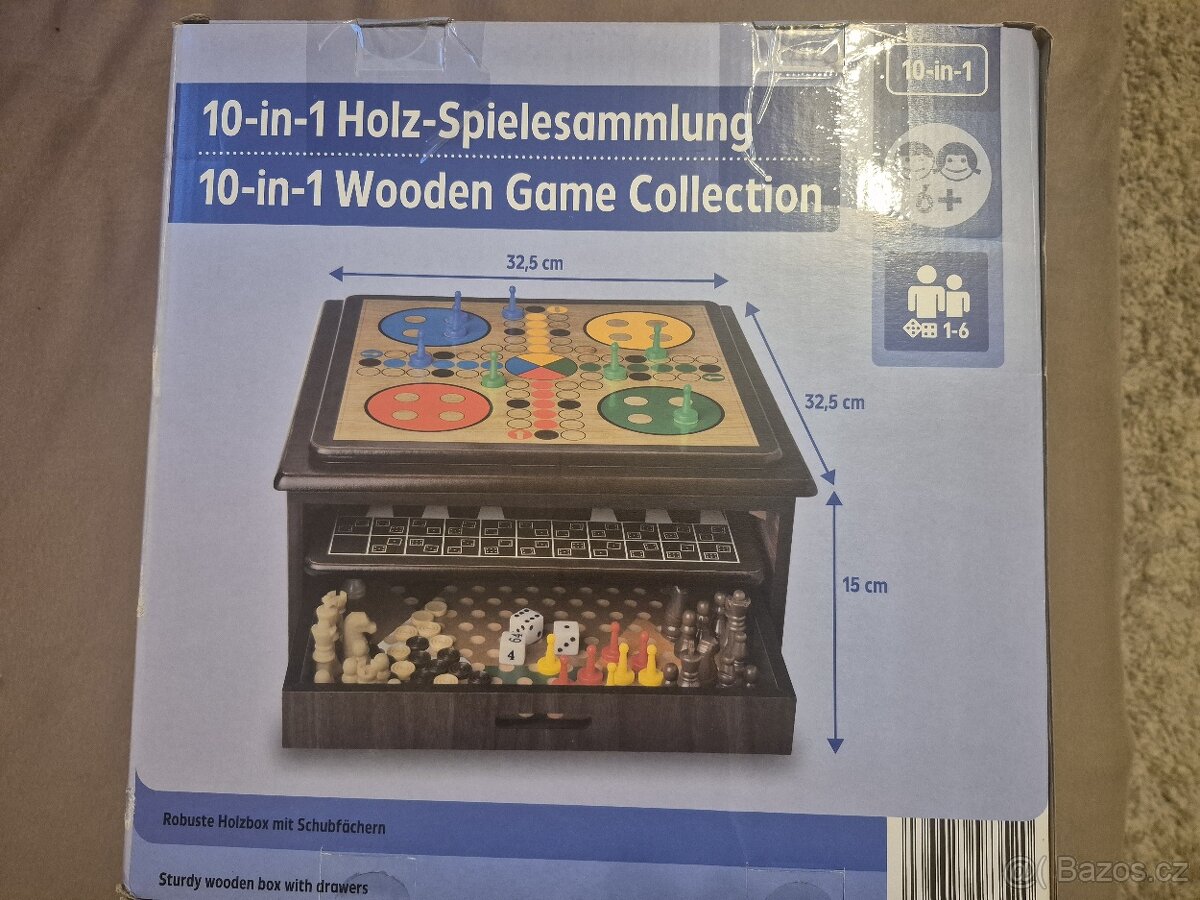 10-in-1
10-in-1 Holz-Spielesammlung
10-in-1 Wooden Game Collection
32,5 cm
1-6
32,5 cm
15 cm
64
4
Robuste Holzbox mit Schubfächern
Sturdy wooden box with drawers
@( Bazos.cz